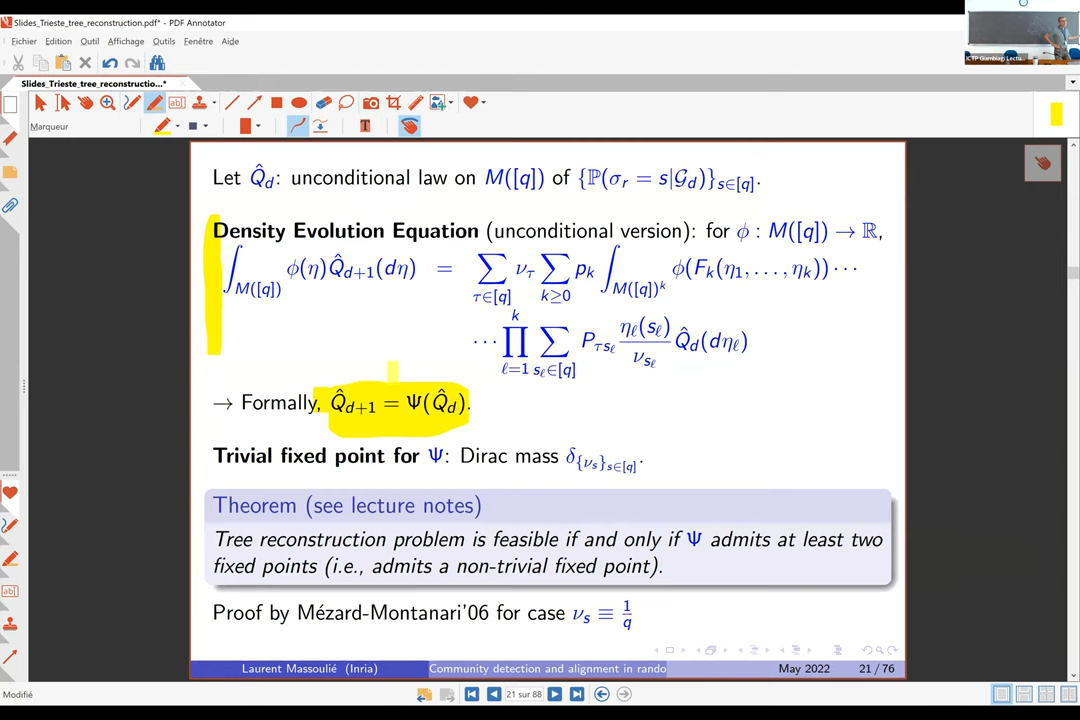 Slides_Trieste_tree_reconstruction.pdf* - PDF Annotator
Fichier Edition Outil Affichage Outils Fenêtre Aide
ICTP Giambiagi Lectu...
Slides_Trieste_tree_reconstructio...*
Marqueur
Let Q̂_d: unconditional law on M([q]) of {ℙ(σ_r = s|𝒢_d)}_{s∈[q]}.
Density Evolution Equation (unconditional version): for ϕ : M([q]) → ℝ,
∫_{M([q])} ϕ(η)Q̂_{d+1}(dη) = ∑_{τ∈[q]} ν_τ ∑_{k≥0} p_k ∫_{M([q])^k} ϕ(F_k(η_1, . . . , η_k)) · · ·
· · · ∏_{ℓ=1}^{k} ∑_{s_ℓ∈[q]} P_{τs_ℓ} η_ℓ(s_ℓ)/ν_{s_ℓ} Q̂_d(dη_ℓ)
→ Formally, Q̂_{d+1} = Ψ(Q̂_d).
Trivial fixed point for Ψ: Dirac mass δ_{{ν_s}_{s∈[q]}}.
Theorem (see lecture notes)
Tree reconstruction problem is feasible if and only if Ψ admits at least two
fixed points (i.e., admits a non-trivial fixed point).
Proof by Mézard-Montanari'06 for case ν_s ≡ 1/q
Laurent Massoulié (Inria) Community detection and alignment in rando May 2022 21 / 76
Modifié 21 sur 88